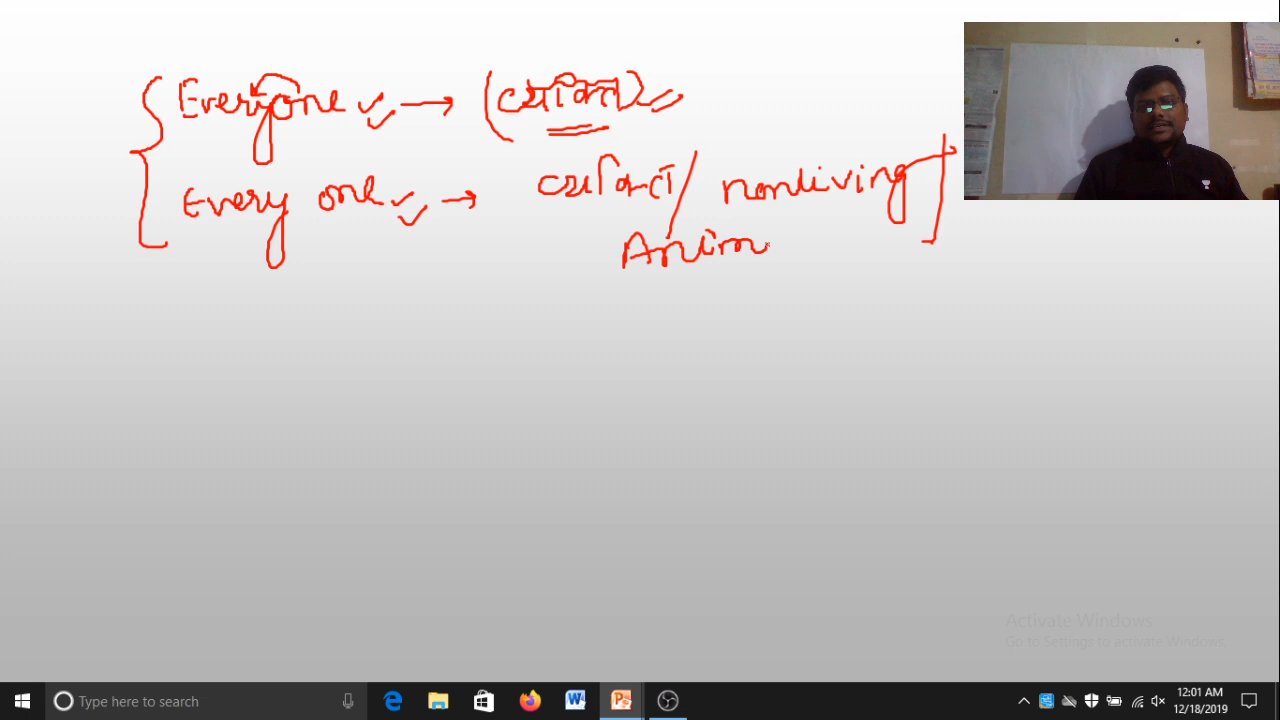 Everyone →
Every one → / nonliving
Anim
Activate Windows
Go to Settings to activate Windows.
Type here to search
12:01 AM
12/18/2019